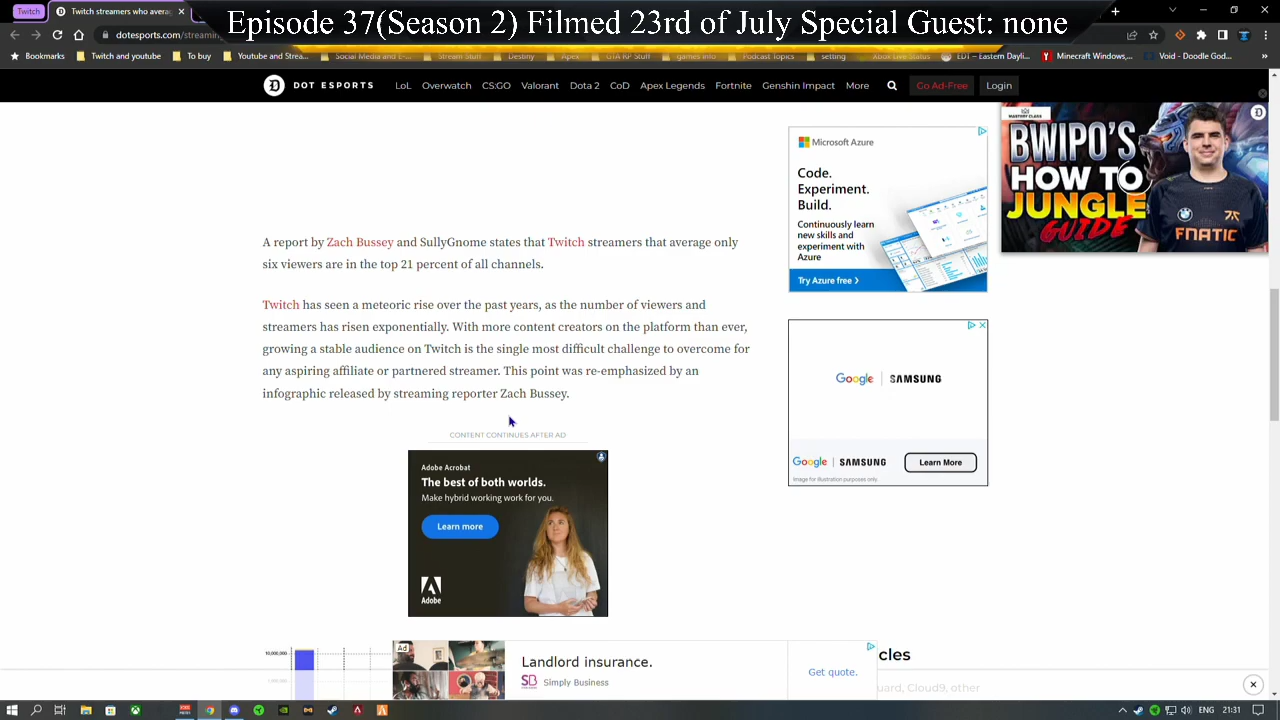 Twitch
Twitch streamers who average
Episode 37(Season 2) Filmed 23rd of July Special Guest: none
dotesports.com/streaming
Bookmarks
Twitch and youtube
To buy
Youtube and Strea...
Social Media and E-...
Stream Stuff
Destiny
Apex
GTA RP Stuff
games info
Podcast Topics
setting
Xbox Live Status
EDT – Eastern Dayli...
Minecraft Windows,...
Void - Doodle God...
DOT ESPORTS
LoL
Overwatch
CS:GO
Valorant
Dota 2
CoD
Apex Legends
Fortnite
Genshin Impact
More
Go Ad-Free
Login
MASTERY CLASS
BWIPO'S
HOW TO
JUNGLE
GUIDE
FNATIC
Microsoft Azure
Code.
Experiment.
Build.
Continuously learn
new skills and
experiment with
Azure
Try Azure free
A report by Zach Bussey and SullyGnome states that Twitch streamers that average only
six viewers are in the top 21 percent of all channels.
Twitch has seen a meteoric rise over the past years, as the number of viewers and
streamers has risen exponentially. With more content creators on the platform than ever,
growing a stable audience on Twitch is the single most difficult challenge to overcome for
any aspiring affiliate or partnered streamer. This point was re-emphasized by an
infographic released by streaming reporter Zach Bussey.
Google | SAMSUNG
Google | SAMSUNG
Learn More
Image for illustration purposes only.
CONTENT CONTINUES AFTER AD
Adobe Acrobat
The best of both worlds.
Make hybrid working work for you.
Learn more
Adobe
10,000,000
Ad
Landlord insurance.
SB Simply Business
Get quote.
cles
uard, Cloud9, other
ENG
21:31